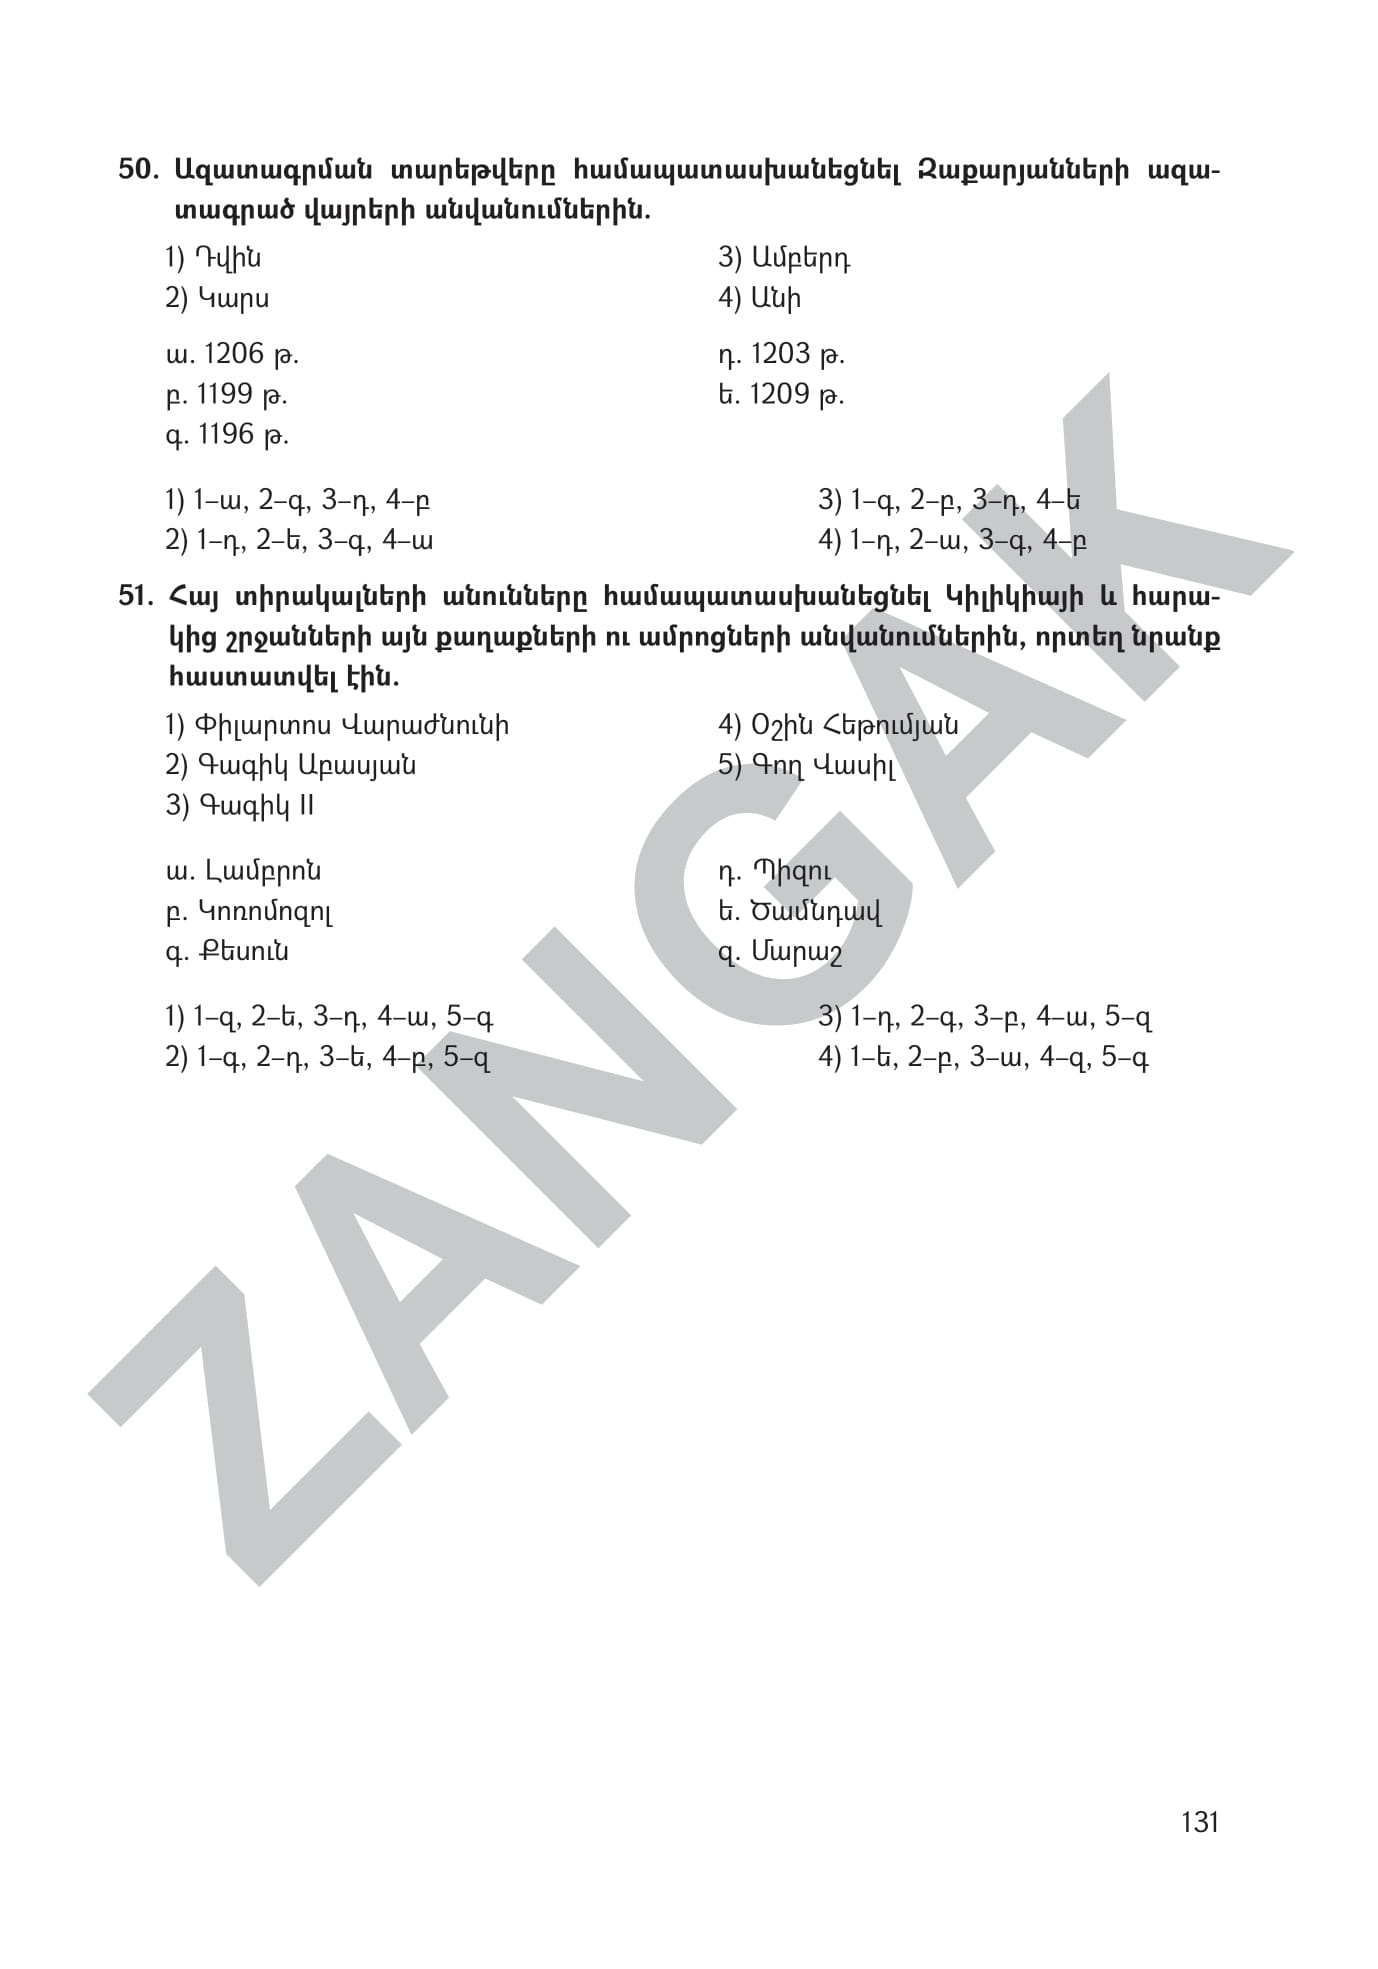 50. Ազատագրման տարեթվերը համապատասխանեցնել Զաքարյանների ազա-
տագրած վայրերի անվանումներին.
1) Դվին
3) Ամբերդ
2) Կարս
4) Անի
ա. 1206 թ.
դ. 1203 թ.
բ. 1199 թ.
ե. 1209 թ.
գ. 1196 թ.
1) 1–ա, 2–գ, 3–դ, 4–բ
3) 1–գ, 2–բ, 3–դ, 4–ե
2) 1–դ, 2–ե, 3–գ, 4–ա
4) 1–դ, 2–ա, 3–գ, 4–բ
51. Հայ տիրակալների անունները համապատասխանեցնել Կիլիկիայի և հարա-
կից շրջանների այն քաղաքների ու ամրոցների անվանումներին, որտեղ նրանք
հաստատվել էին.
1) Փիլարտոս Վարաժնունի
4) Օշին Հեթումյան
2) Գագիկ Աբասյան
5) Գող Վասիլ
3) Գագիկ II
ա. Լամբրոն
դ. Պիզու
բ. Կոռոմոզոլ
ե. Ծամնդավ
գ. Քեսուն
զ. Մարաշ
1) 1–զ, 2–ե, 3–դ, 4–ա, 5–գ
3) 1–դ, 2–գ, 3–բ, 4–ա, 5–զ
2) 1–գ, 2–դ, 3–ե, 4–բ, 5–զ
4) 1–ե, 2–բ, 3–ա, 4–զ, 5–գ
ZANGAK
131